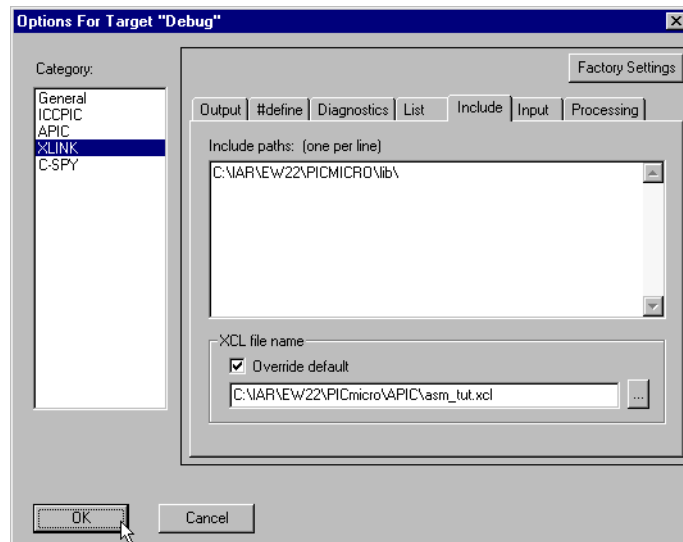 Options For Target "Debug"
Category:
Factory Settings
General
ICCPIC
APIC
XLINK
C-SPY
Output #define Diagnostics List Include Input Processing
Include paths: (one per line)
C:\IAR\EW22\PICMICRO\lib\
XCL file name
Override default
C:\IAR\EW22\PICmicro\APIC\asm_tut.xcl
...
OK Cancel